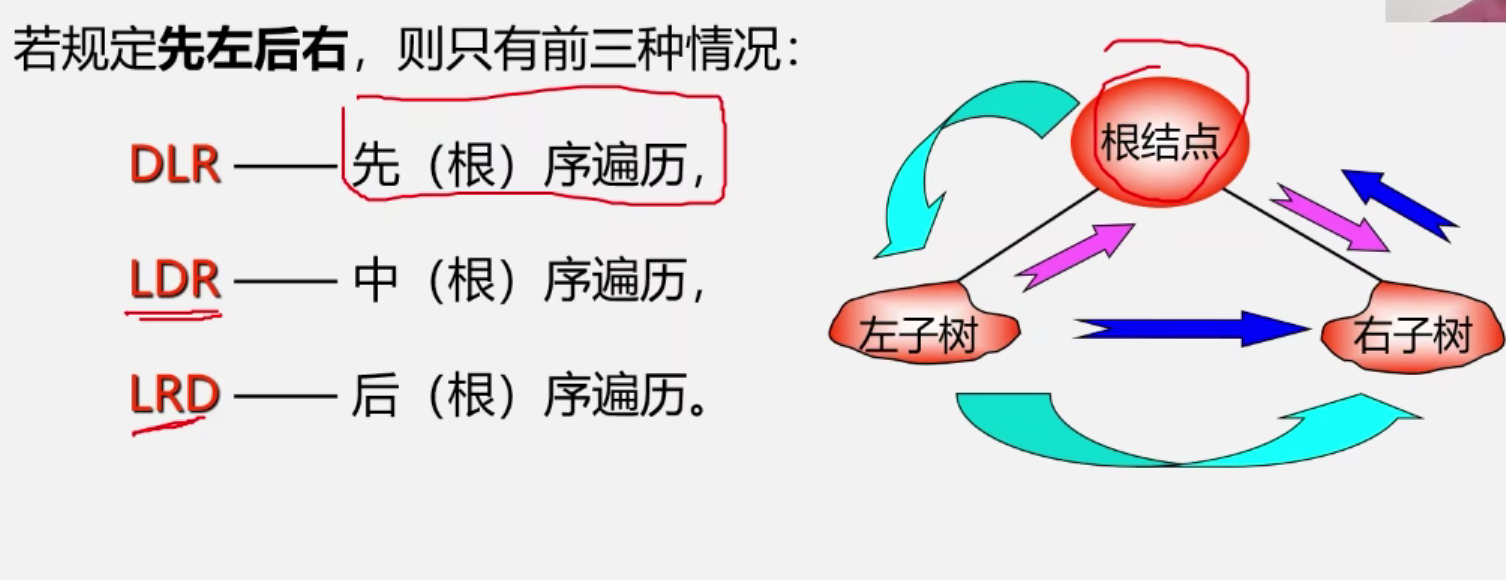 若规定先左后右，则只有前三种情况：
DLR —— 先（根）序遍历，
LDR —— 中（根）序遍历，
LRD —— 后（根）序遍历。
根结点
左子树
右子树